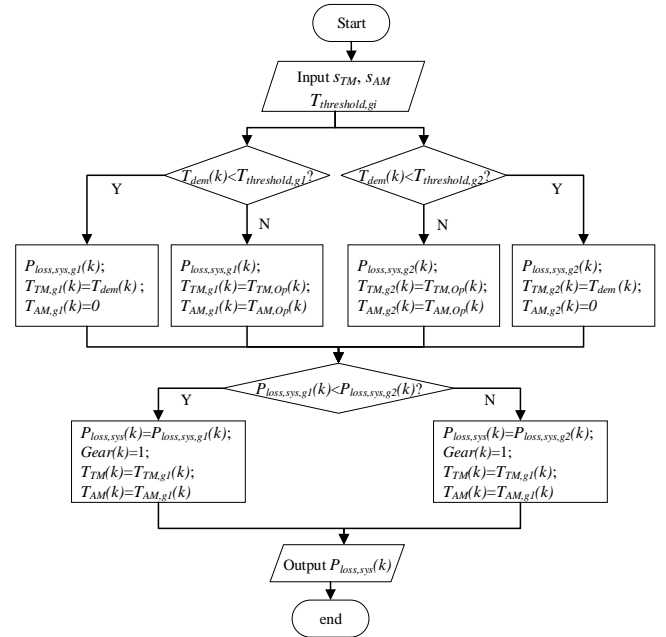 Start
Input s_TM, s_AM
T_threshold,gi
T_dem(k)<T_threshold,g1?
T_dem(k)<T_threshold,g2?
Y
N
N
Y
P_loss,sys,g1(k);
T_TM,g1(k)=T_dem(k) ;
T_AM,g1(k)=0
P_loss,sys,g1(k);
T_TM,g1(k)=T_TM,Op(k);
T_AM,g1(k)=T_AM,Op(k)
P_loss,sys,g2(k);
T_TM,g2(k)=T_TM,Op(k);
T_AM,g2(k)=T_AM,Op(k)
P_loss,sys,g2(k);
T_TM,g2(k)=T_dem (k);
T_AM,g2(k)=0
P_loss,sys,g1(k)<P_loss,sys,g2(k)?
Y
N
P_loss,sys(k)=P_loss,sys,g1(k);
Gear(k)=1;
T_TM(k)=T_TM,g1(k);
T_AM(k)=T_AM,g1(k)
P_loss,sys(k)=P_loss,sys,g2(k);
Gear(k)=1;
T_TM(k)=T_TM,g1(k);
T_AM(k)=T_AM,g1(k)
Output P_loss,sys(k)
end